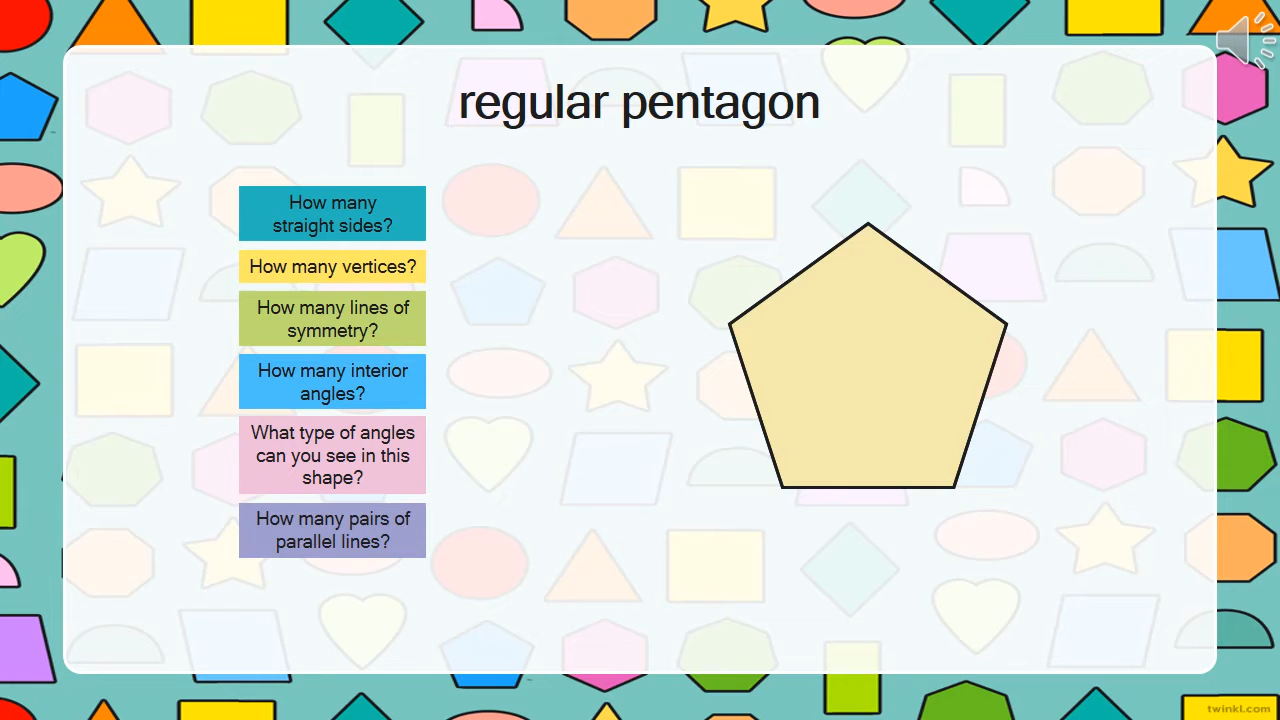 regular pentagon
How many
straight sides?
How many vertices?
How many lines of
symmetry?
How many interior
angles?
What type of angles
can you see in this
shape?
How many pairs of
parallel lines?
twinkl.com